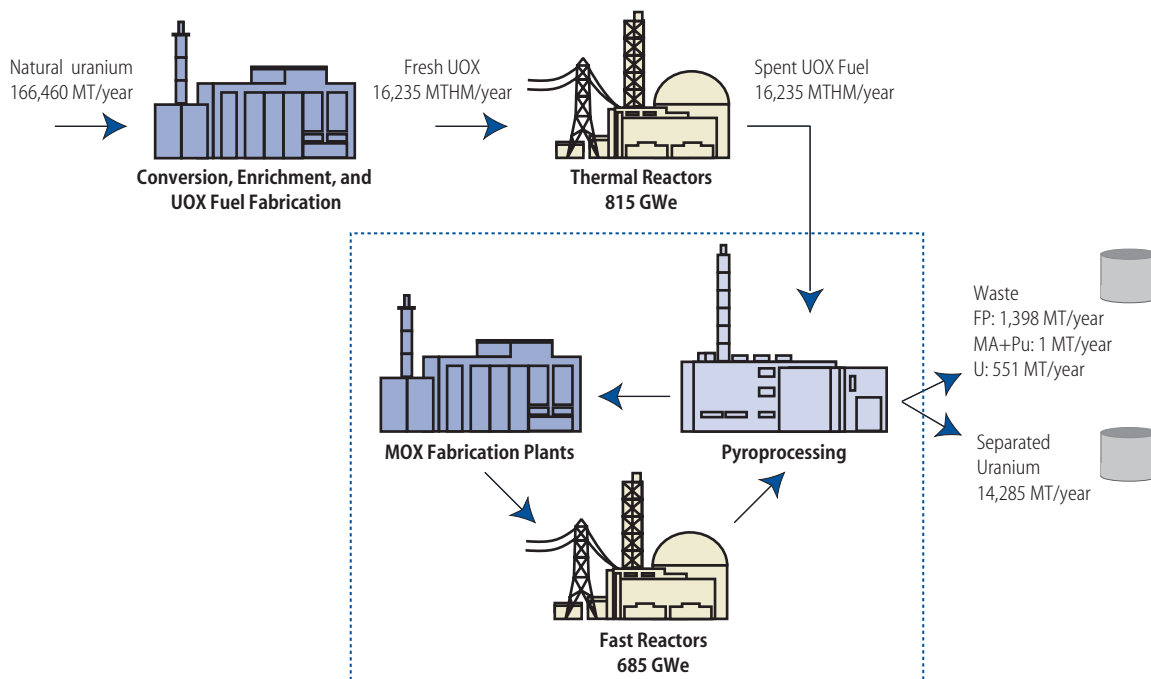 Natural uranium
166,460 MT/year
Fresh UOX
16,235 MTHM/year
Spent UOX Fuel
16,235 MTHM/year
Conversion, Enrichment, and
UOX Fuel Fabrication
Thermal Reactors
815 GWe
Waste
FP: 1,398 MT/year
MA+Pu: 1 MT/year
U: 551 MT/year
MOX Fabrication Plants
Pyroprocessing
Separated
Uranium
14,285 MT/year
Fast Reactors
685 GWe